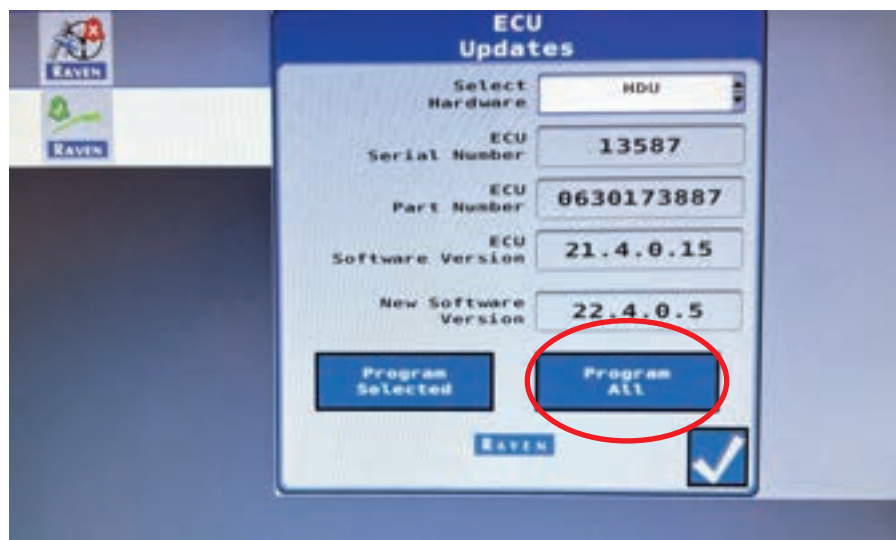 RAVEN
RAVEN
ECU
Updates
Select
Hardware
HDU
ECU
Serial Number
13587
ECU
Part Number
0630173887
ECU
Software Version
21.4.0.15
New Software
Version
22.4.0.5
Program
Selected
Program
All
RAVEN